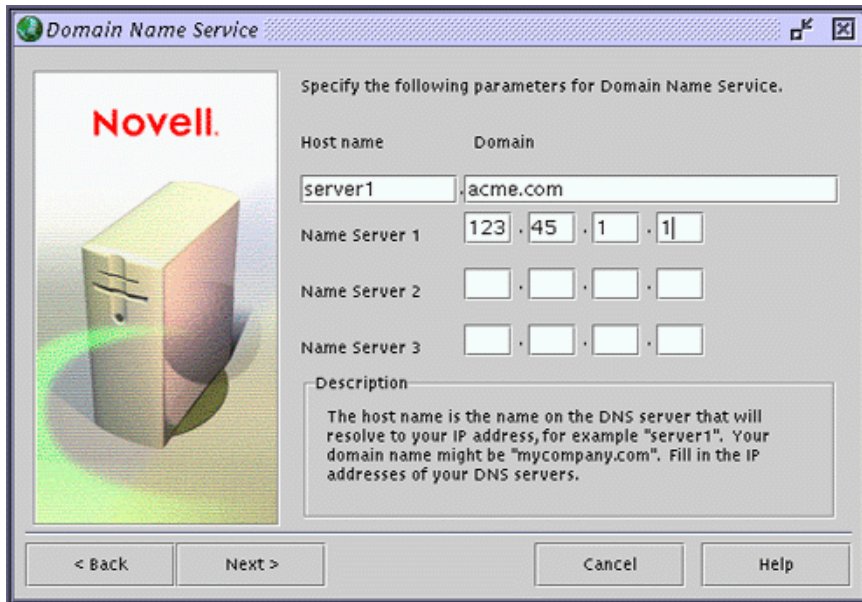 Domain Name Service
Novell.
Specify the following parameters for Domain Name Service.
Host name Domain
server1 . acme.com
Name Server 1 123 . 45 . 1 . 1
Name Server 2 . . .
Name Server 3 . . .
Description
The host name is the name on the DNS server that will
resolve to your IP address, for example "server1". Your
domain name might be "mycompany.com". Fill in the IP
addresses of your DNS servers.
< Back Next > Cancel Help